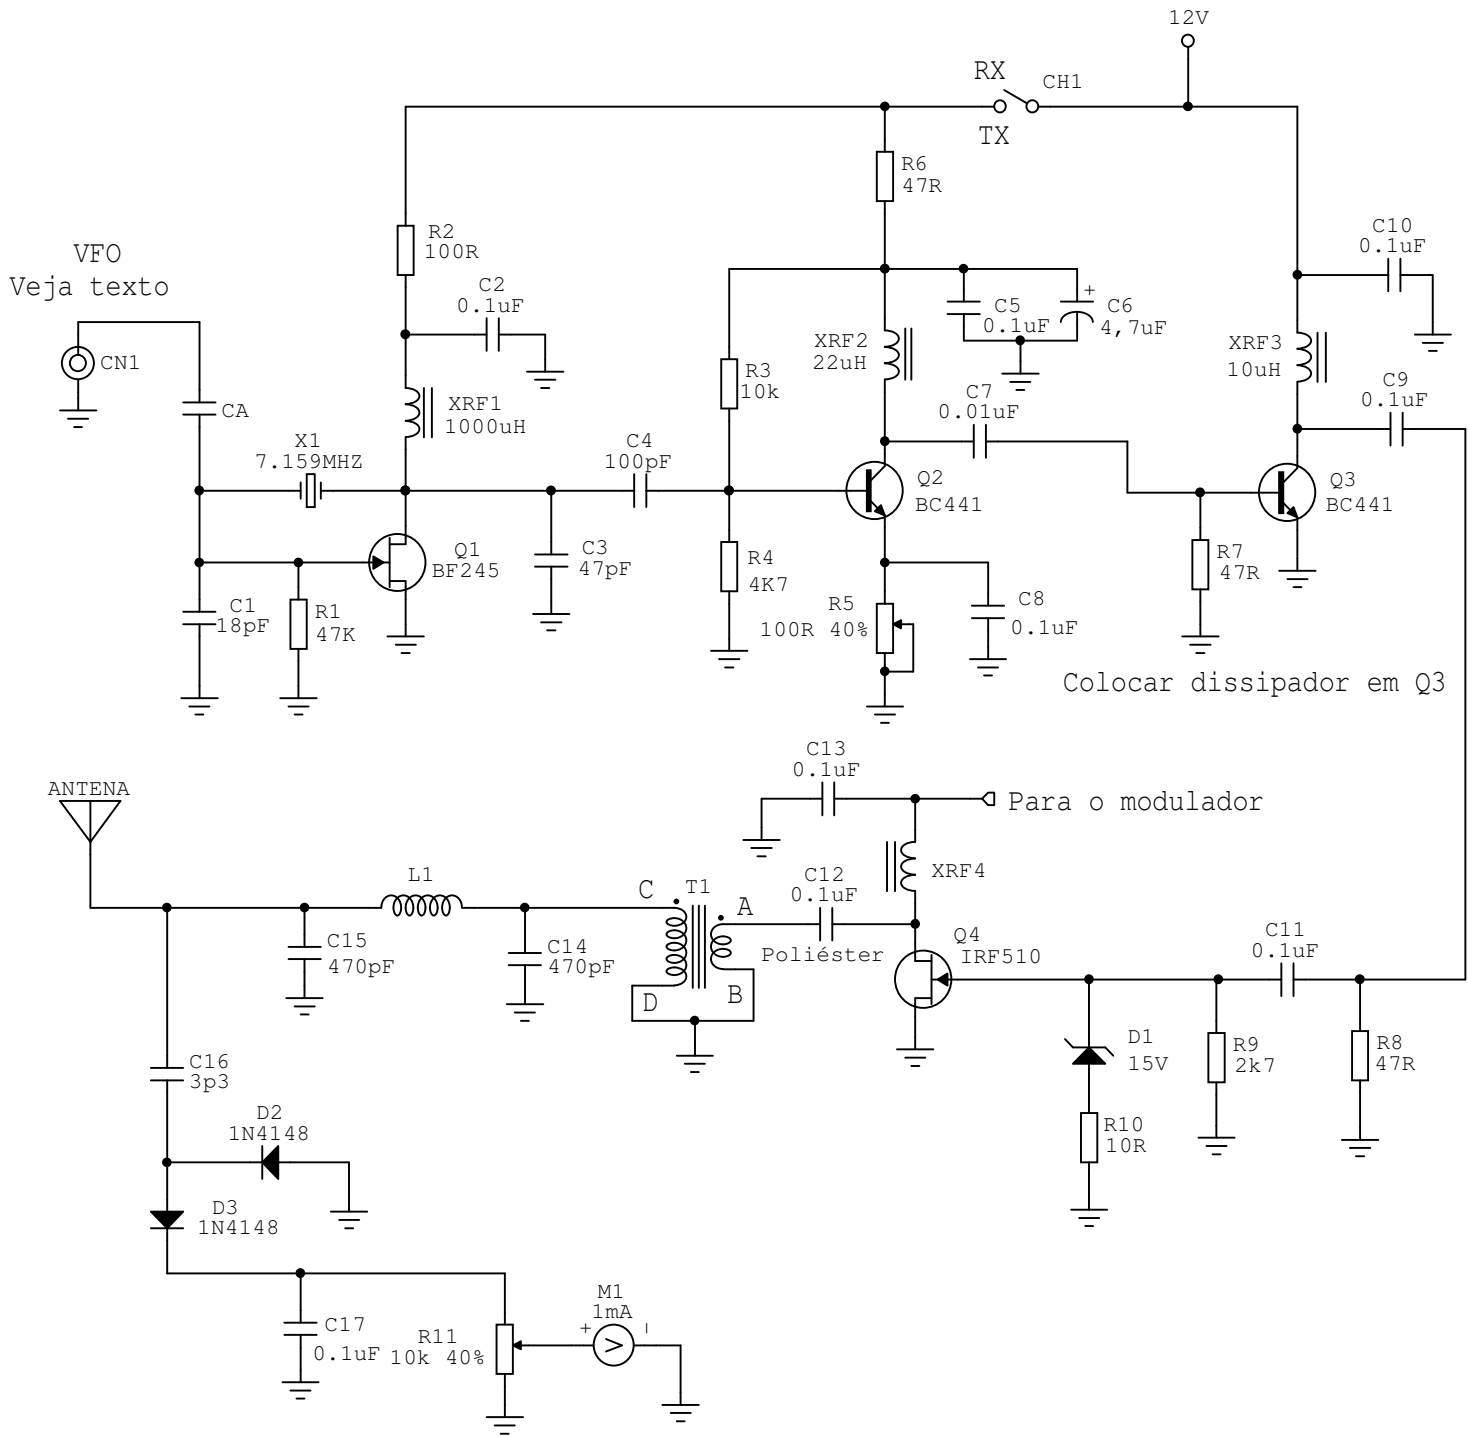 12V
RX
CH1
TX
R6
47R
R2
100R
VFO
Veja texto
C2
0.1uF
C10
0.1uF
C5
0.1uF
+
C6
4,7uF
XRF2
22uH
XRF3
10uH
CN1
R3
10k
C7
0.01uF
C9
0.1uF
CA
XRF1
1000uH
X1
7.159MHZ
C4
100pF
Q2
BC441
Q3
BC441
Q1
BF245
C3
47pF
R4
4K7
R7
47R
C1
18pF
R1
47K
R5
100R 40%
C8
0.1uF
Colocar dissipador em Q3
C13
0.1uF
ANTENA
Para o modulador
L1
C
T1
A
C12
0.1uF
XRF4
C15
470pF
C14
470pF
Poliéster
Q4
IRF510
C11
0.1uF
D
B
D1
15V
R9
2k7
R8
47R
C16
3p3
D2
1N4148
R10
10R
D3
1N4148
M1
1mA
+
-
C17
0.1uF
R11
10k 40%
V